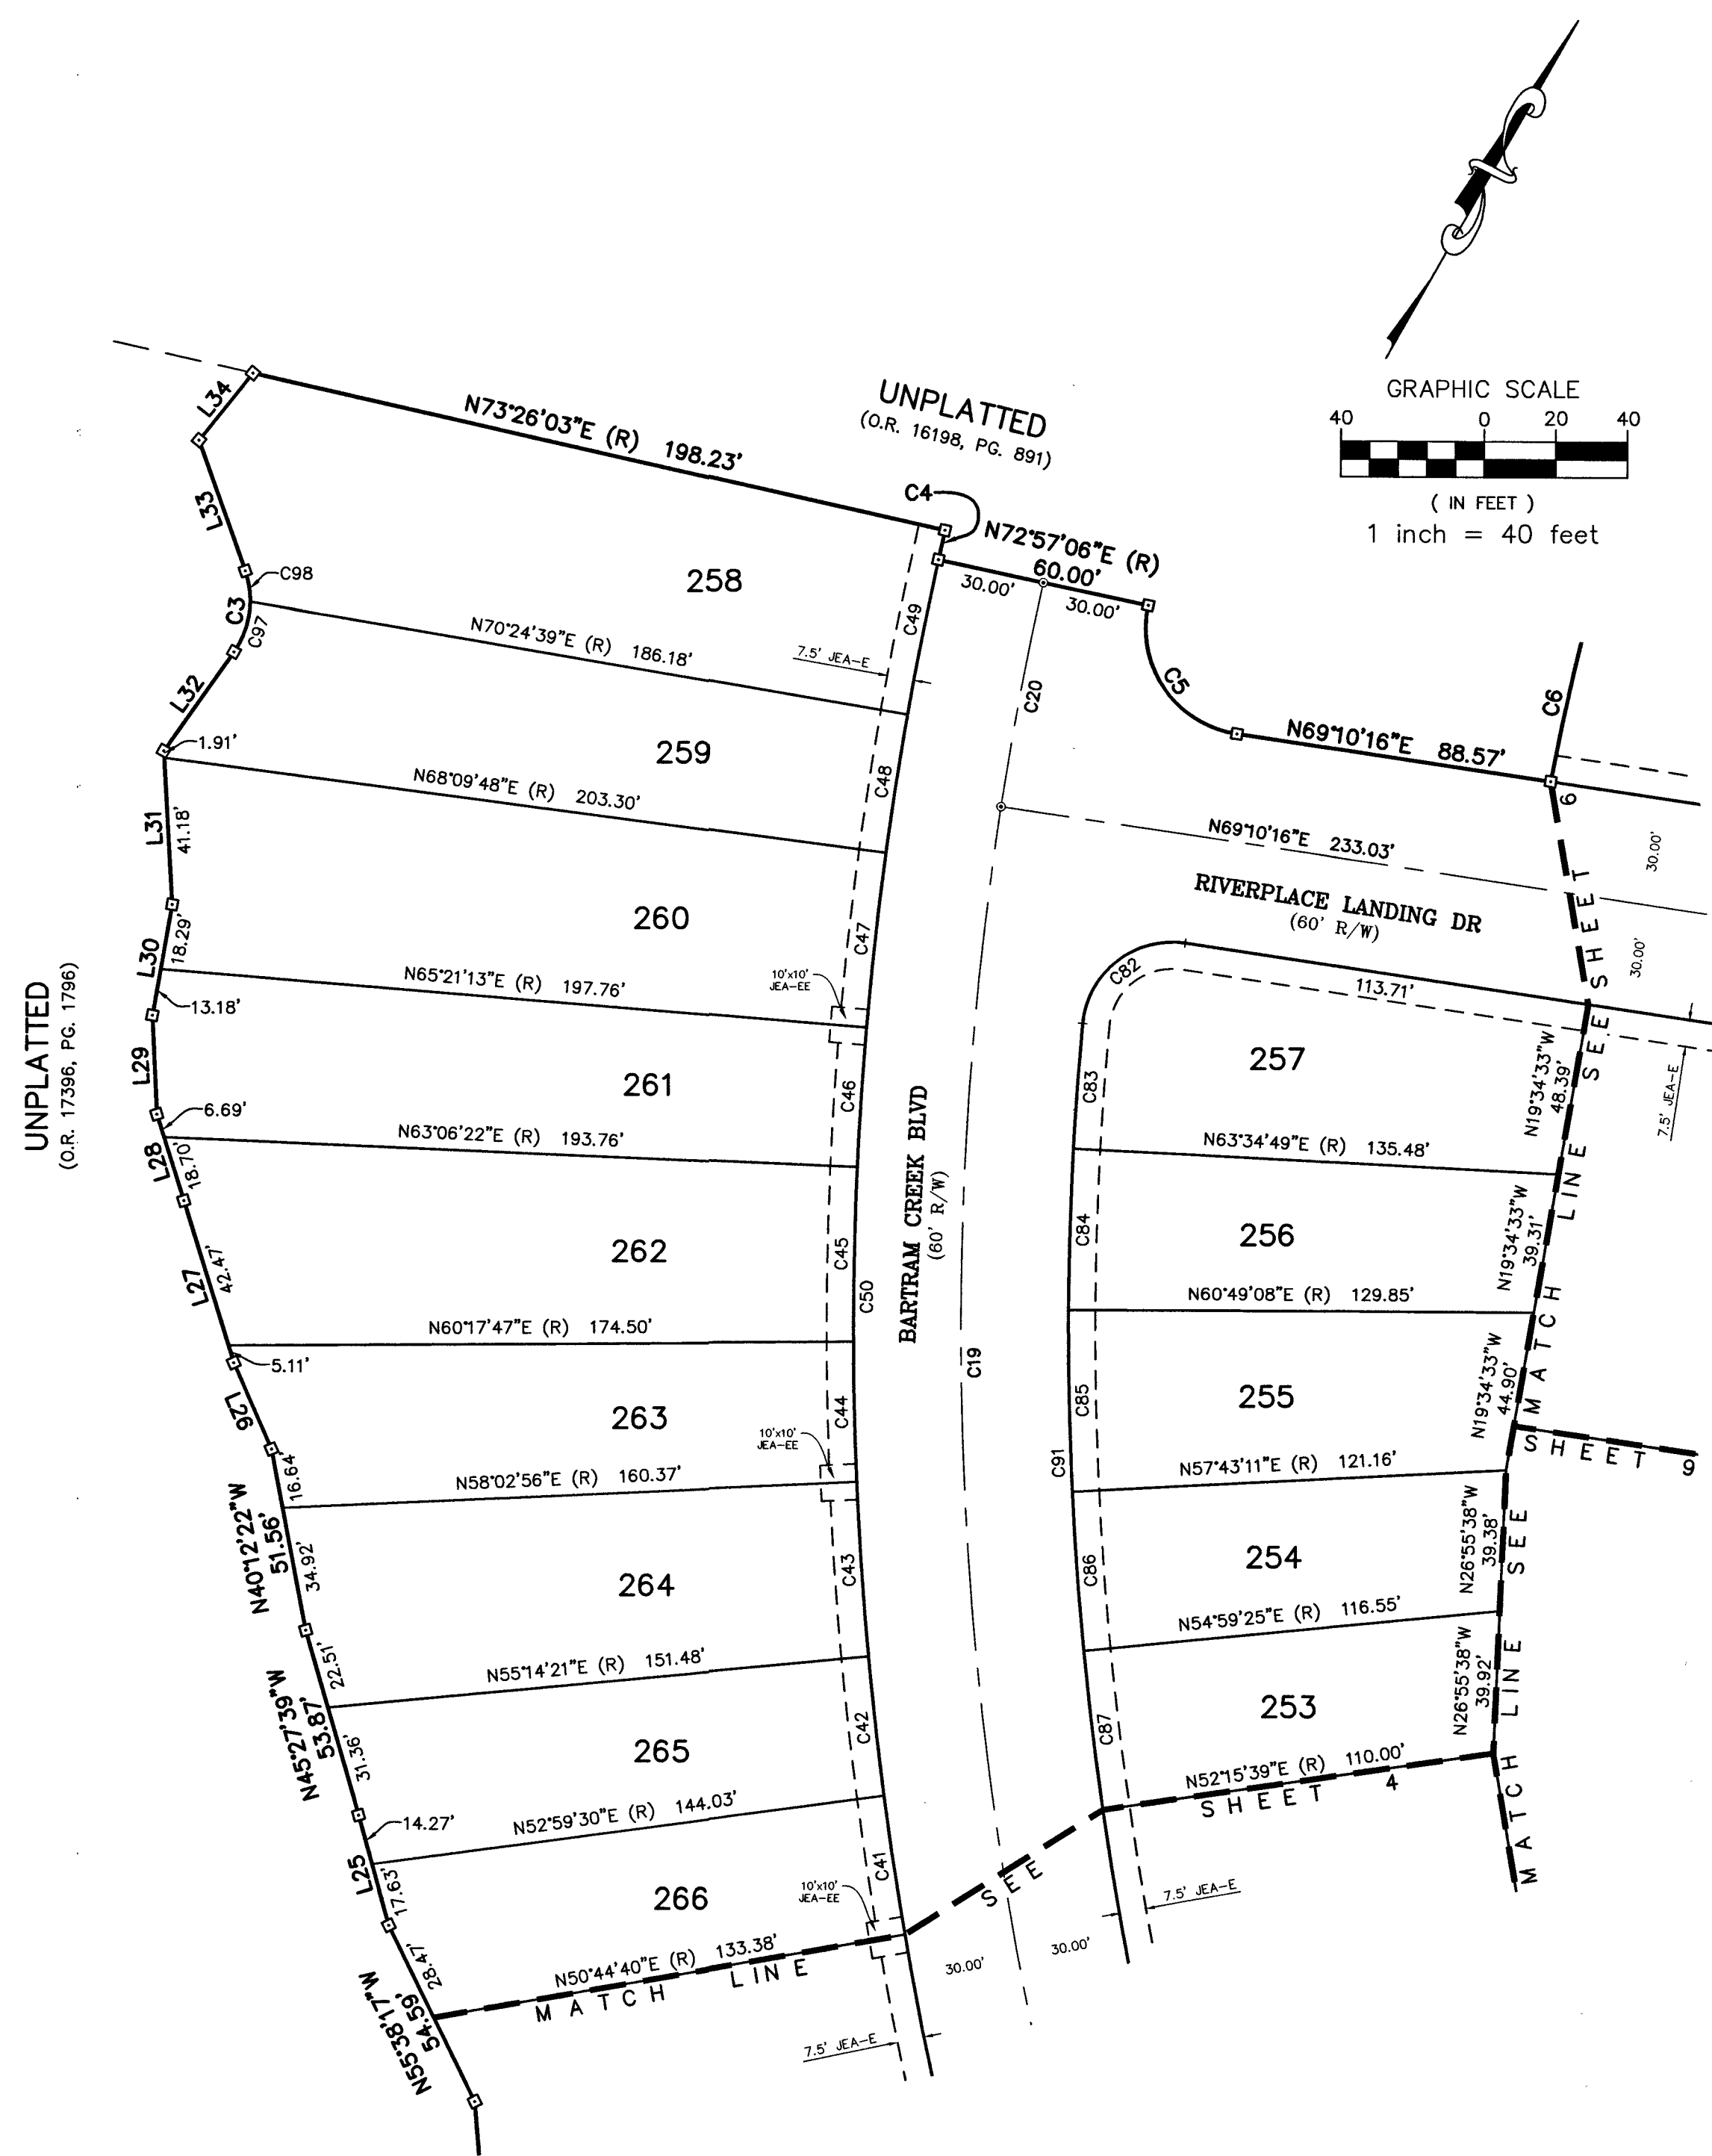 GRAPHIC SCALE
40 0 20 40
( IN FEET )
1 inch = 40 feet
UNPLATTED
(O.R. 16198, PG. 891)
L34
N73°26'03"E (R) 198.23'
C4
N72°57'06"E (R)
60.00'
30.00'
30.00'
L33
C98
258
C49
C3
C97
N70°24'39"E (R) 186.18'
7.5' JEA-E
C20
C5
C6
L32
1.91'
259
N69°10'16"E 88.57'
6
N68°09'48"E (R) 203.30'
C48
L31
41.18'
N69°10'16"E 233.03'
30.00'
RIVERPLACE LANDING DR
(60' R/W)
260
C47
L30
18.29'
N65°21'13"E (R) 197.76'
10'x10'
JEA-EE
C82
113.71'
30.00'
13.18'
UNPLATTED
(O.R. 17396, PG. 1796)
L29
261
C46
C83
257
N19°34'33"W
48.39'
7.5' JEA-E
6.69'
N63°06'22"E (R) 193.76'
BARTRAM CREEK BLVD
(60' R/W)
N63°34'49"E (R) 135.48'
L28
18.70'
MATCH LINE SEE SHEET
262
C45
C84
256
N19°34'33"W
39.31'
L27
42.47'
C50
N60°49'08"E (R) 129.85'
N60°17'47"E (R) 174.50'
5.11'
C19
L26
263
C44
C85
255
N19°34'33"W
44.90'
10'x10'
JEA-EE
SHEET 9
16.64'
N58°02'56"E (R) 160.37'
C91
N57°43'11"E (R) 121.16'
N40°12'22"W
51.56'
34.92'
264
C43
C86
254
N26°55'38"W
39.38'
22.51'
N55°14'21"E (R) 151.48'
N54°59'25"E (R) 116.55'
N45°27'39"W
53.87'
31.36'
265
C42
C87
253
N26°55'38"W
39.92'
MATCH LINE SEE
N52°15'39"E (R) 110.00'
SHEET 4
14.27'
N52°59'30"E (R) 144.03'
L25
17.63'
266
C41
10'x10'
JEA-EE
SEE
7.5' JEA-E
28.47'
N50°44'40"E (R) 133.38'
MATCH LINE
30.00'
30.00'
N55°38'17"W
54.59'
7.5' JEA-E
MATCH LINE SEE